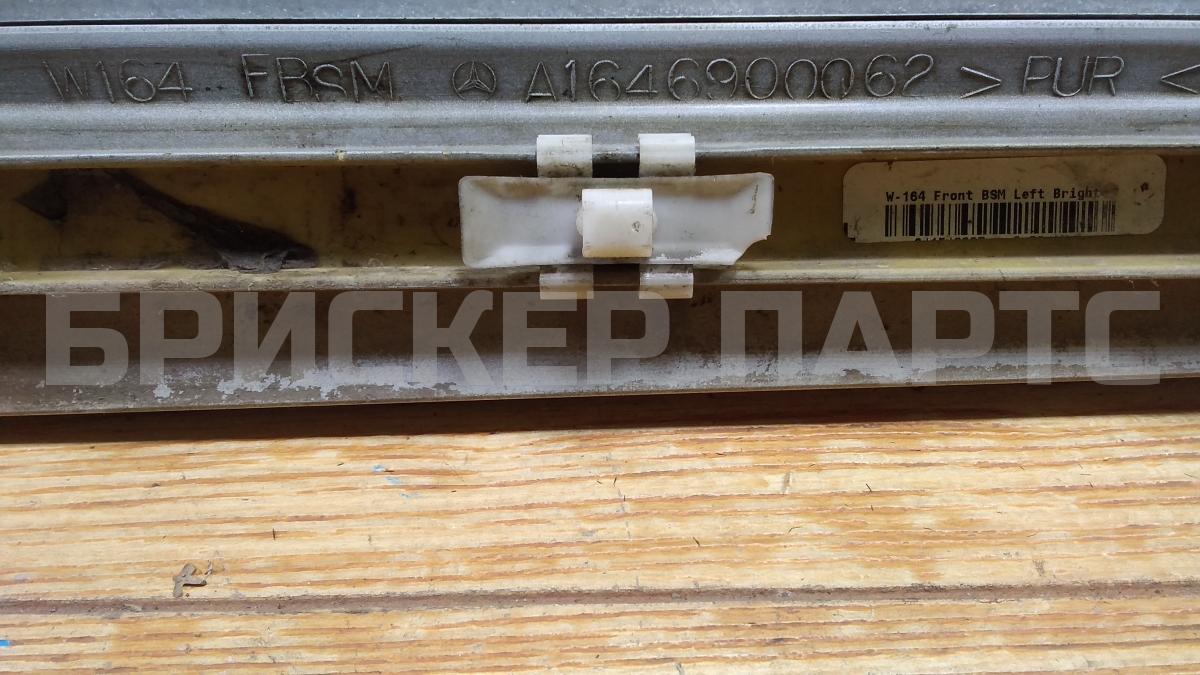 W164 FBSM A1646900062 > PUR <
W-164 Front BSM Left Bright
БРИСКЕР ПАРТС